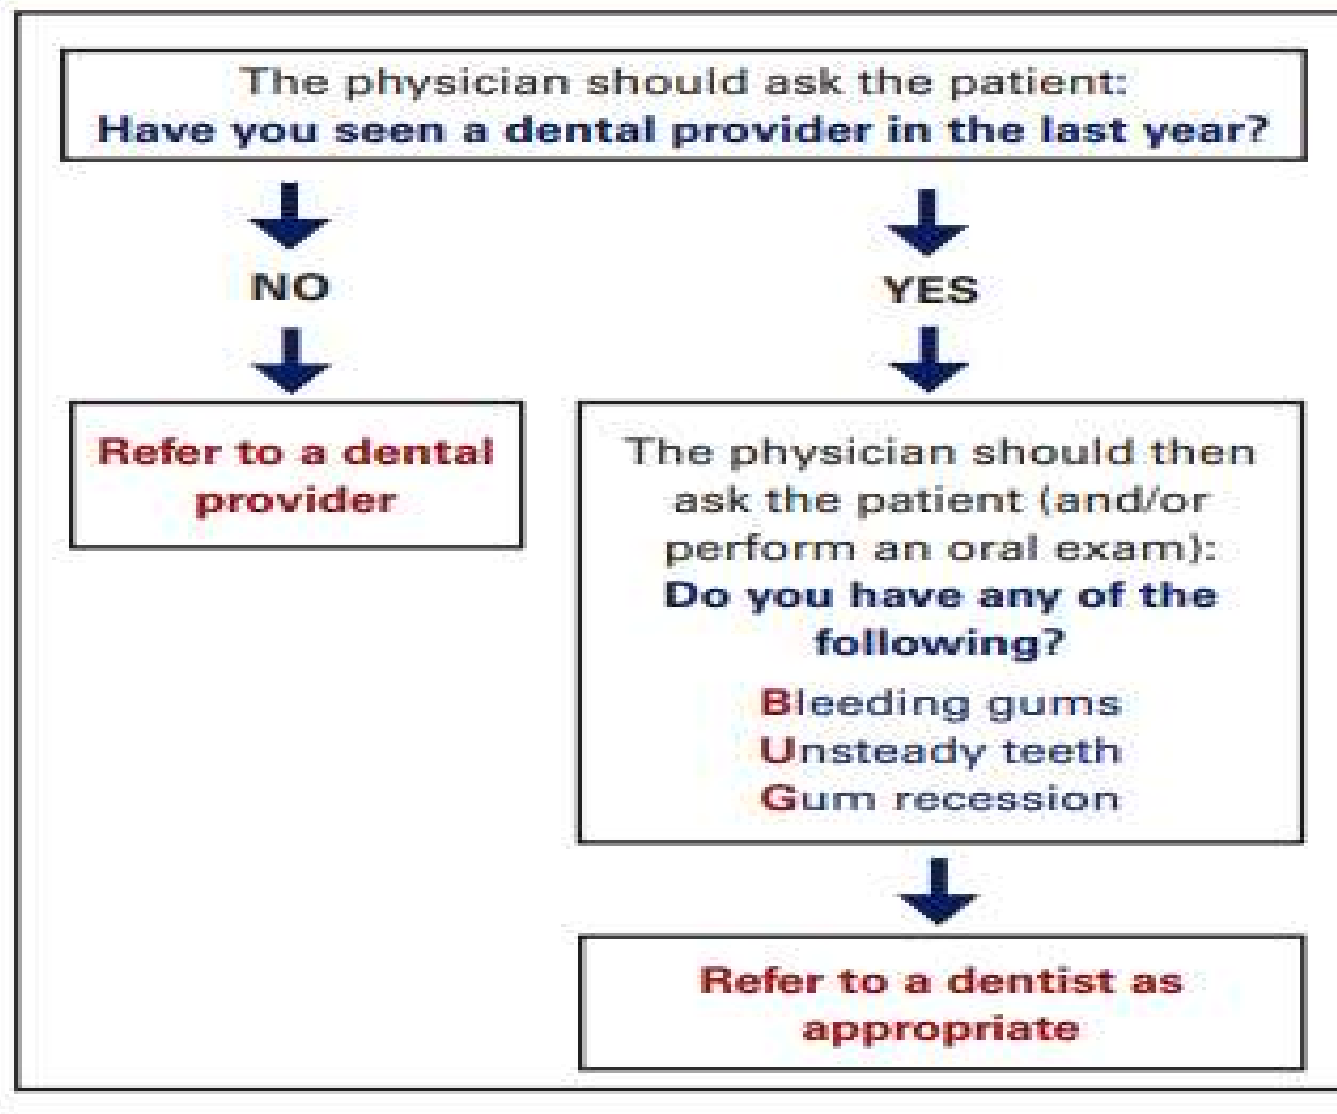 The physician should ask the patient:
Have you seen a dental provider in the last year?
NO
YES
Refer to a dental
provider
The physician should then
ask the patient (and/or
perform an oral exam):
Do you have any of the
following?
Bleeding gums
Unsteady teeth
Gum recession
Refer to a dentist as
appropriate